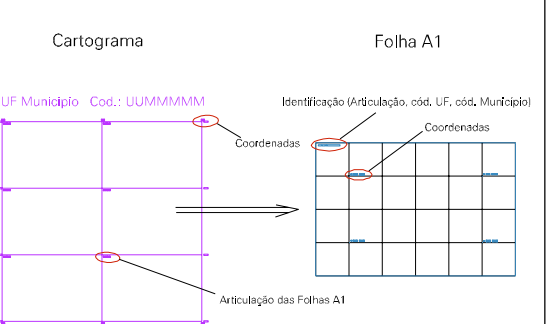 Cartograma
Folha A1
UF Município Cod.: UUMMMMM
Identificação (Articulação, cód. UF, cód. Município)
Coordenadas
Coordenadas
Articulação das Folhas A1